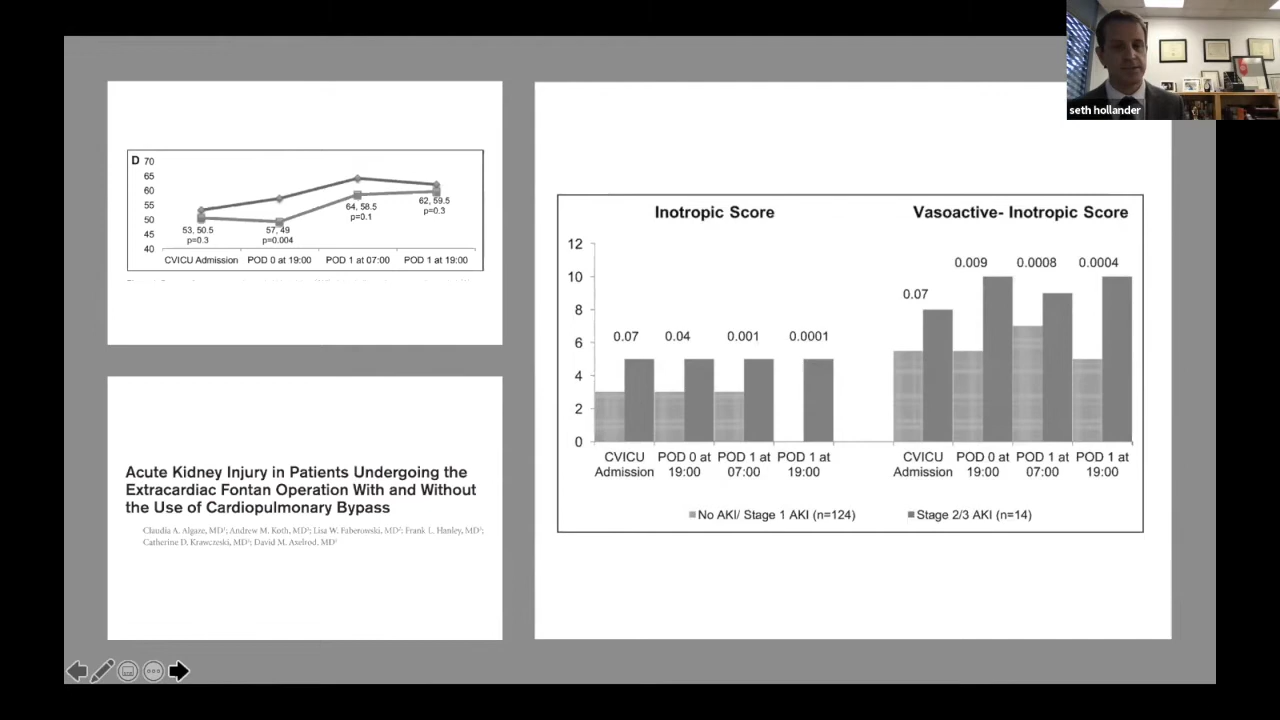 seth hollander
D
70
65
60
55
50
45
40
53, 50.5
p=0.3
57, 49
p=0.004
64, 58.5
p=0.1
62, 59.5
p=0.3
CVICU Admission POD 0 at 19:00 POD 1 at 07:00 POD 1 at 19:00
Acute Kidney Injury in Patients Undergoing the
Extracardiac Fontan Operation With and Without
the Use of Cardiopulmonary Bypass
Claudia A. Algaze, MD¹; Andrew M. Koth, MD²; Lisa W. Faberowski, MD²; Frank L. Hanley, MD³;
Catherine D. Krawczeski, MD¹; David M. Axelrod, MD¹
Inotropic Score Vasoactive- Inotropic Score
12
10
8
6
4
2
0
0.07 0.04 0.001 0.0001
0.07 0.009 0.0008 0.0004
CVICU POD 0 at POD 1 at POD 1 at CVICU POD 0 at POD 1 at POD 1 at
Admission 19:00 07:00 19:00 Admission 19:00 07:00 19:00
No AKI/ Stage 1 AKI (n=124) Stage 2/3 AKI (n=14)